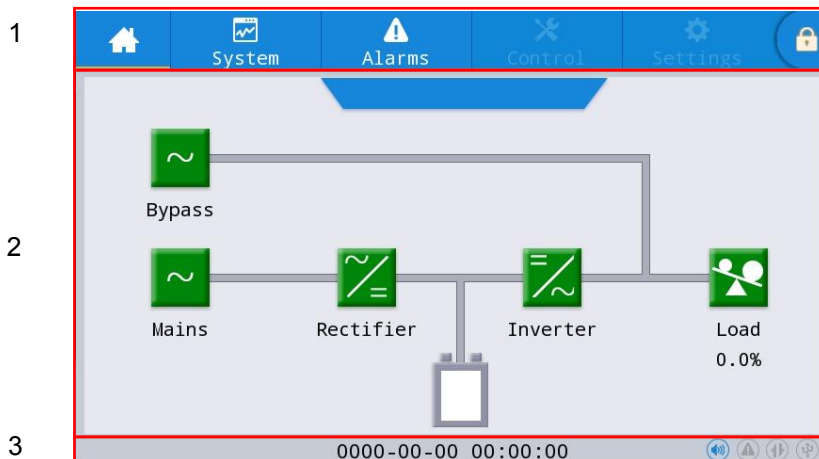 1
System Alarms Control Settings
Bypass
2
Mains Rectifier Inverter Load
0.0%
3
0000-00-00 00:00:00